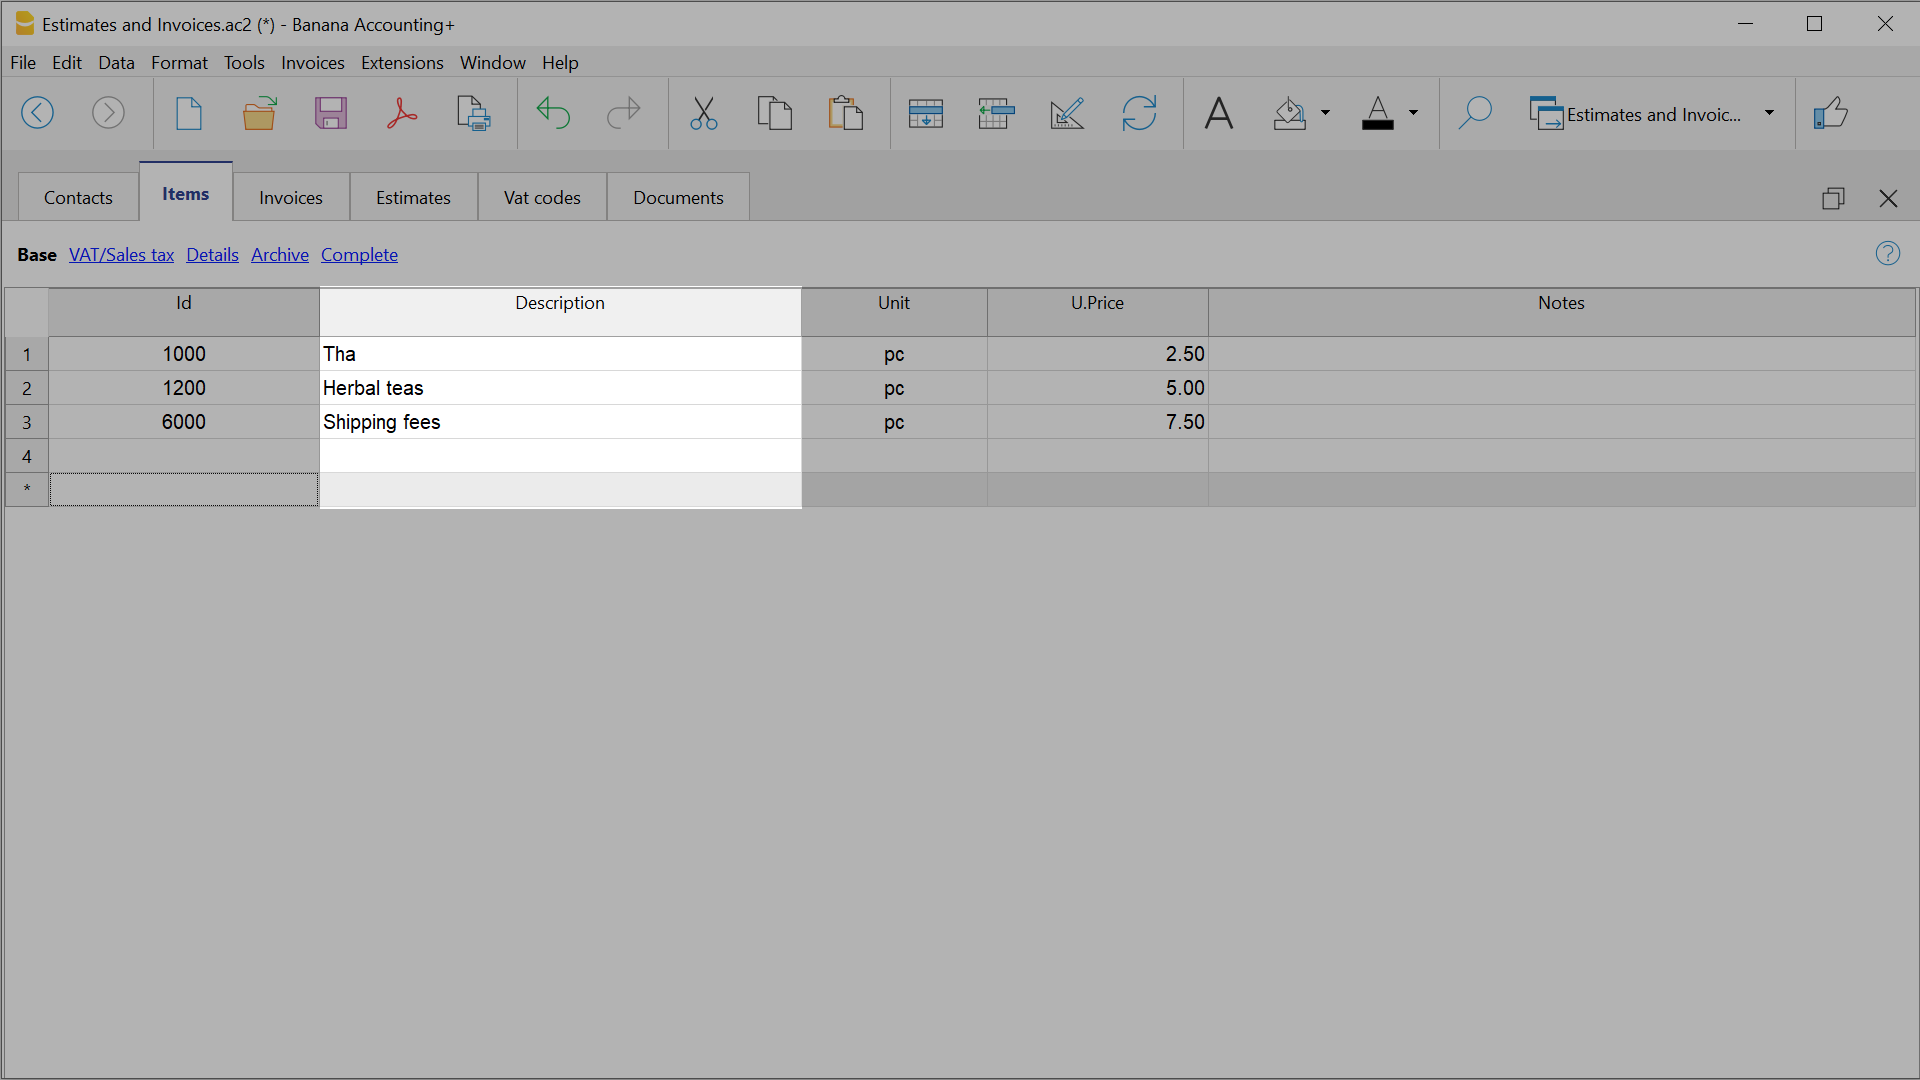 Estimates and Invoices.ac2 (*) - Banana Accounting+
File Edit Data Format Tools Invoices Extensions Window Help
Estimates and Invoic...
Contacts Items Invoices Estimates Vat codes Documents
Base VAT/Sales tax Details Archive Complete
Id Description Unit U.Price Notes
1 1000 Tha pc 2.50
2 1200 Herbal teas pc 5.00
3 6000 Shipping fees pc 7.50
4
*